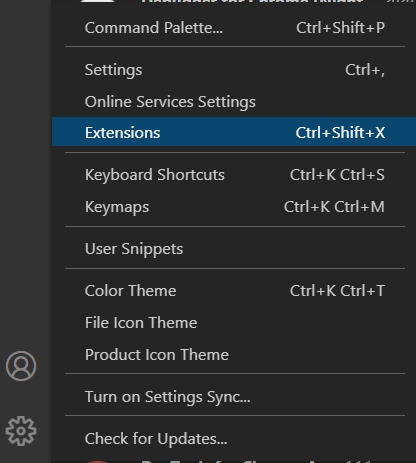 Command Palette... Ctrl+Shift+P
Settings Ctrl+,
Online Services Settings
Extensions Ctrl+Shift+X
Keyboard Shortcuts Ctrl+K Ctrl+S
Keymaps Ctrl+K Ctrl+M
User Snippets
Color Theme Ctrl+K Ctrl+T
File Icon Theme
Product Icon Theme
Turn on Settings Sync...
Check for Updates...